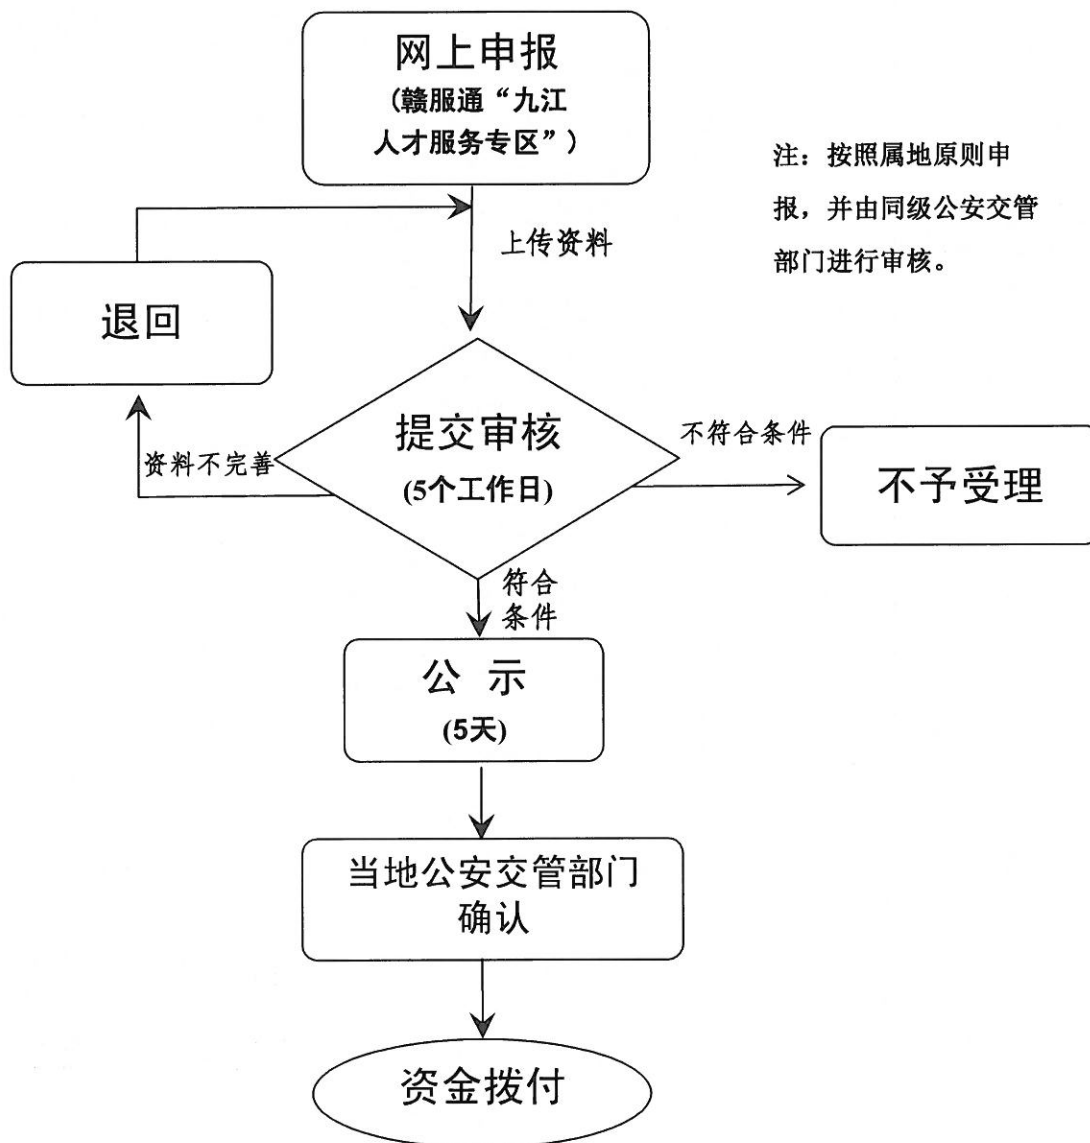 网上申报
(赣服通“九江
人才服务专区”)
注：按照属地原则申
报，并由同级公安交管
部门进行审核。
上传资料
退回
提交审核
(5个工作日)
资料不完善
不符合条件
不予受理
符合
条件
公 示
(5天)
当地公安交管部门
确认
资金拨付